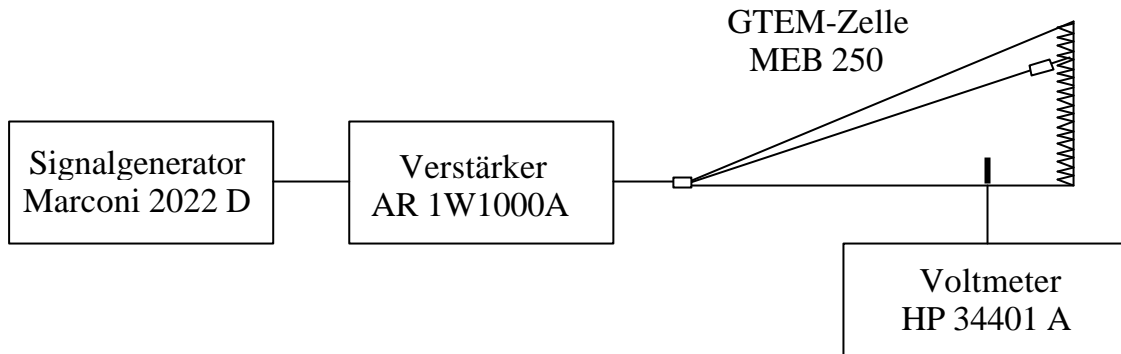 GTEM-Zelle
MEB 250
Signalgenerator
Marconi 2022 D
Verstärker
AR 1W1000A
Voltmeter
HP 34401 A